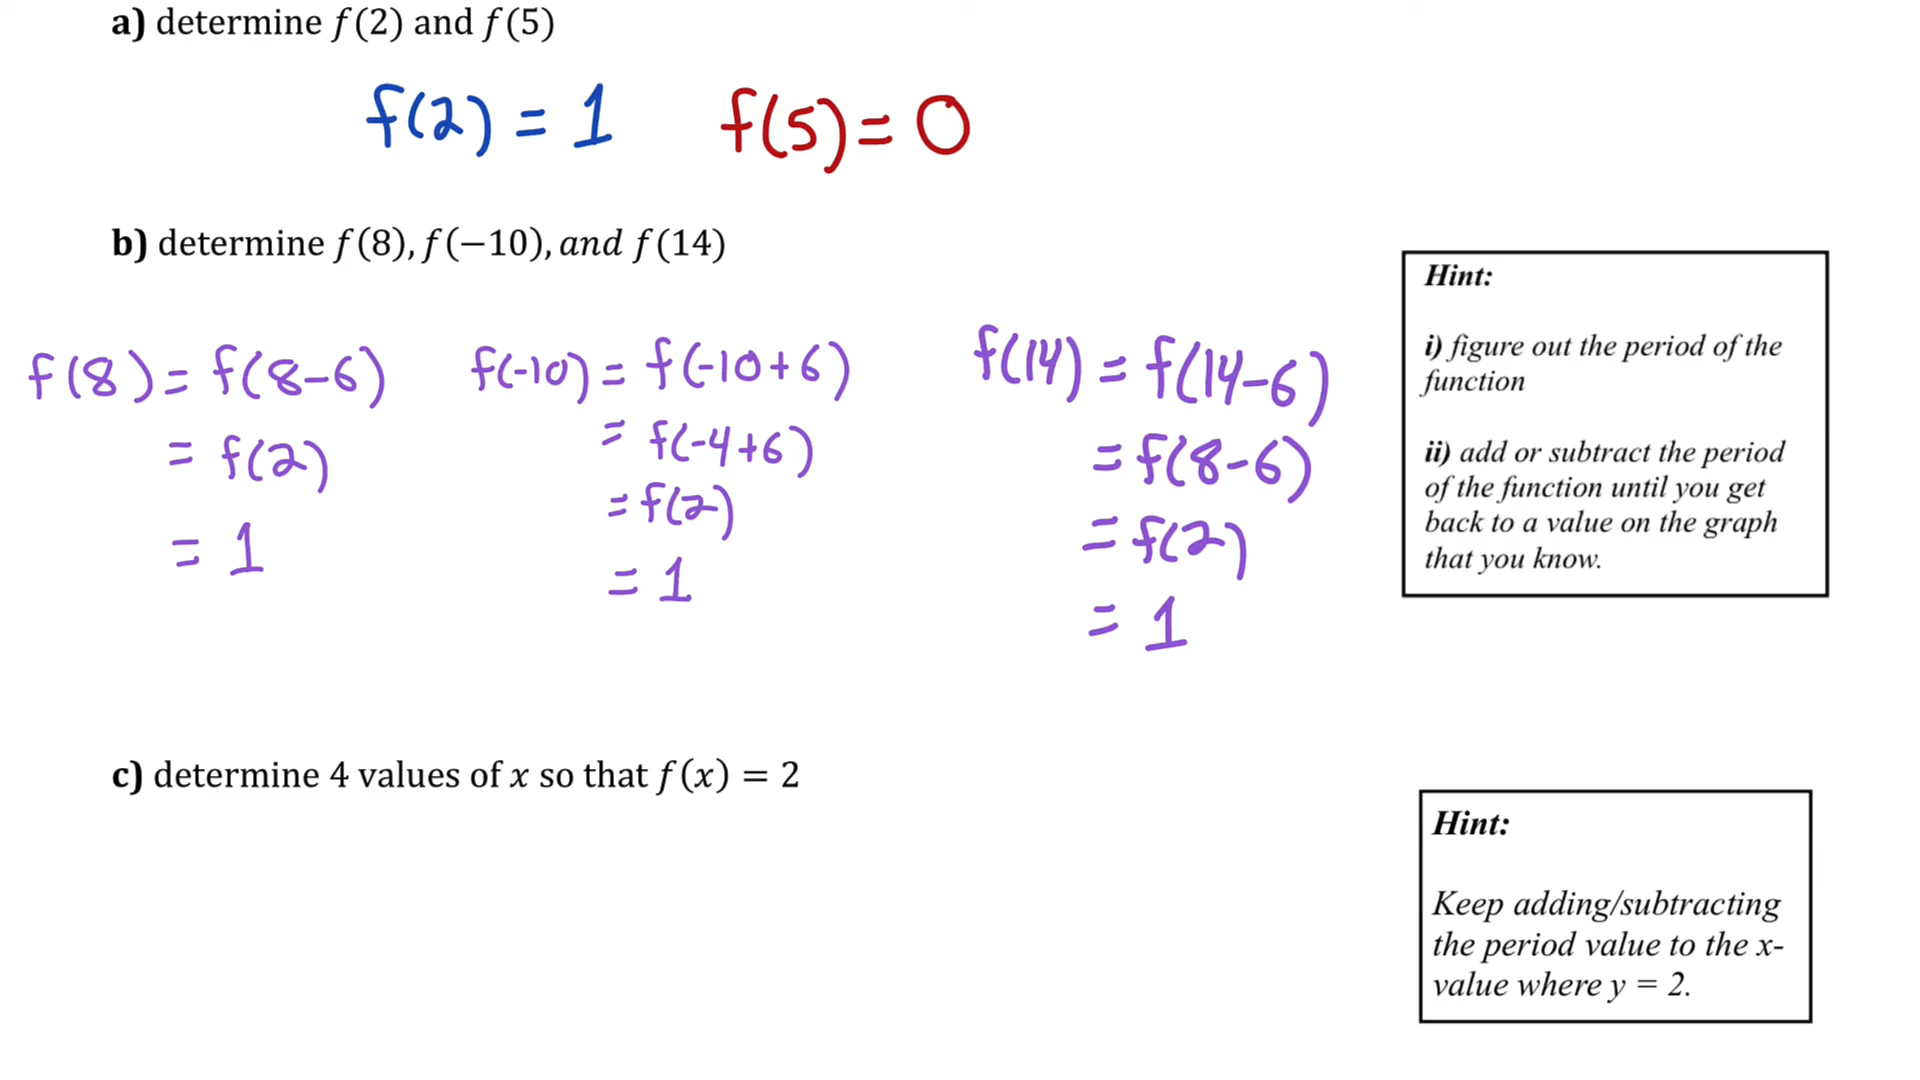 a) determine f(2) and f(5)
f(2) = 1 f(5) = 0
b) determine f(8), f(−10), and f(14)
f(8) = f(8-6)
= f(2)
= 1
f(-10) = f(-10+6)
= f(-4+6)
= f(2)
= 1
f(14) = f(14-6)
= f(8-6)
= f(2)
= 1
Hint:
i) figure out the period of the
function
ii) add or subtract the period
of the function until you get
back to a value on the graph
that you know.
c) determine 4 values of x so that f(x) = 2
Hint:
Keep adding/subtracting
the period value to the x-
value where y = 2.